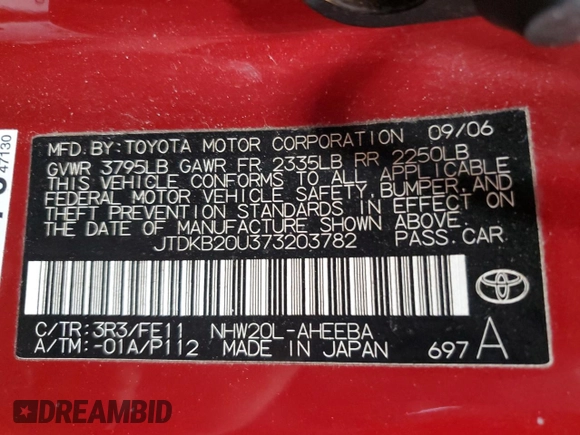 47130
MFD. BY: TOYOTA MOTOR CORPORATION 09/06
GVWR 3795LB GAWR FR 2335LB RR 2250LB
THIS VEHICLE CONFORMS TO ALL APPLICABLE
FEDERAL MOTOR VEHICLE SAFETY, BUMPER, AND
THEFT PREVENTION STANDARDS IN EFFECT ON
THE DATE OF MANUFACTURE SHOWN ABOVE.
JTDKB20U373203782 PASS. CAR
C/TR: 3R3/FE11 NHW20L-AHEEBA
A/TM: -01A/P112 MADE IN JAPAN 697 A
DREAMBID